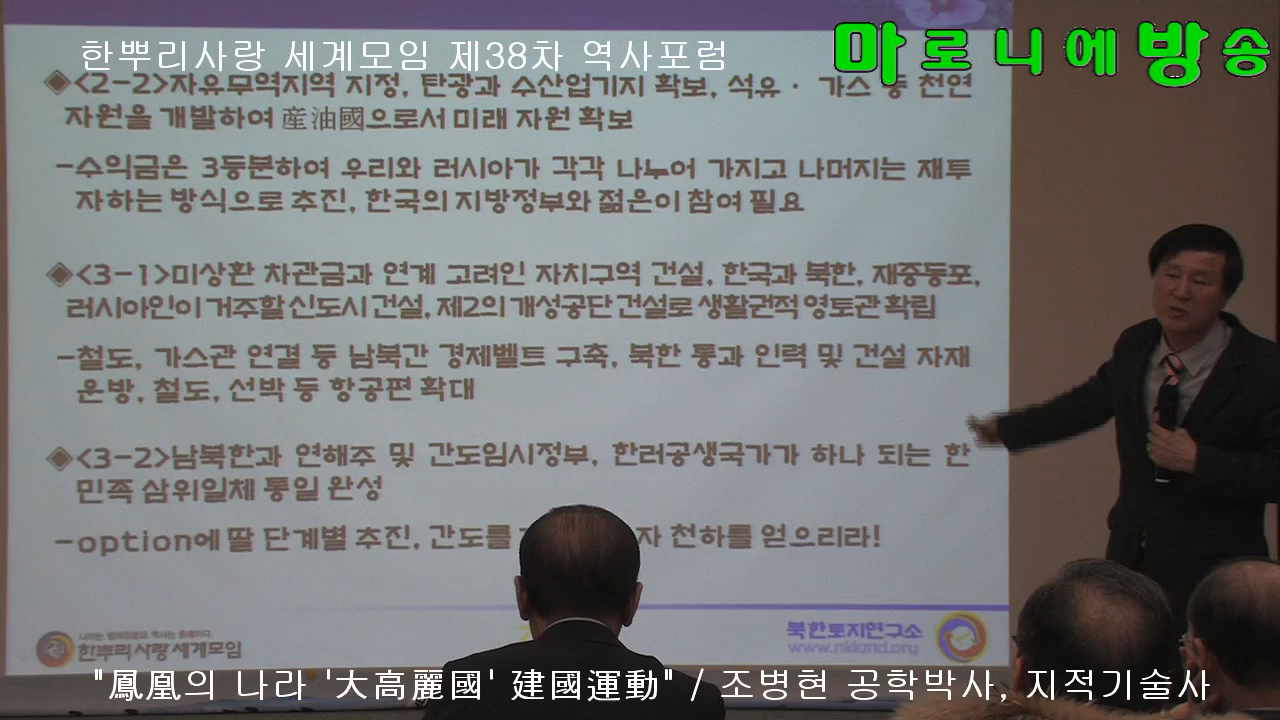 한뿌리사랑 세계모임 제38차 역사포럼
마로니에방송
◈<2-2>자유무역지역 지정, 탄광과 수산업기지 확보, 석유 · 가스 등 천연
자원을 개발하여 産油國으로서 미래 자원 확보
-수익금은 3등분하여 우리와 러시아가 각각 나누어 가지고 나머지는 재투
자하는 방식으로 추진, 한국의 지방정부와 젊은이 참여 필요
◈<3-1>미상환 차관금과 연계 고려인 자치구역 건설, 한국과 북한, 재중동포,
러시아인이 거주할 신도시 건설, 제2의 개성공단 건설로 생활권적 영토관 확립
-철도, 가스관 연결 등 남북간 경제벨트 구축, 북한 통과 인력 및 건설 자재
운방, 철도, 선박 등 항공편 확대
◈<3-2>남북한과 연해주 및 간도임시정부, 한러공생국가가 하나 되는 한
민족 삼위일체 통일 완성
-option에 딸 단계별 추진, 간도를 자 천하를 얻으리라!
한뿌리사랑세계모임
북한토지연구소
www.nkland.org
"鳳凰의 나라 '大高麗國' 建國運動" / 조병현 공학박사, 지적기술사